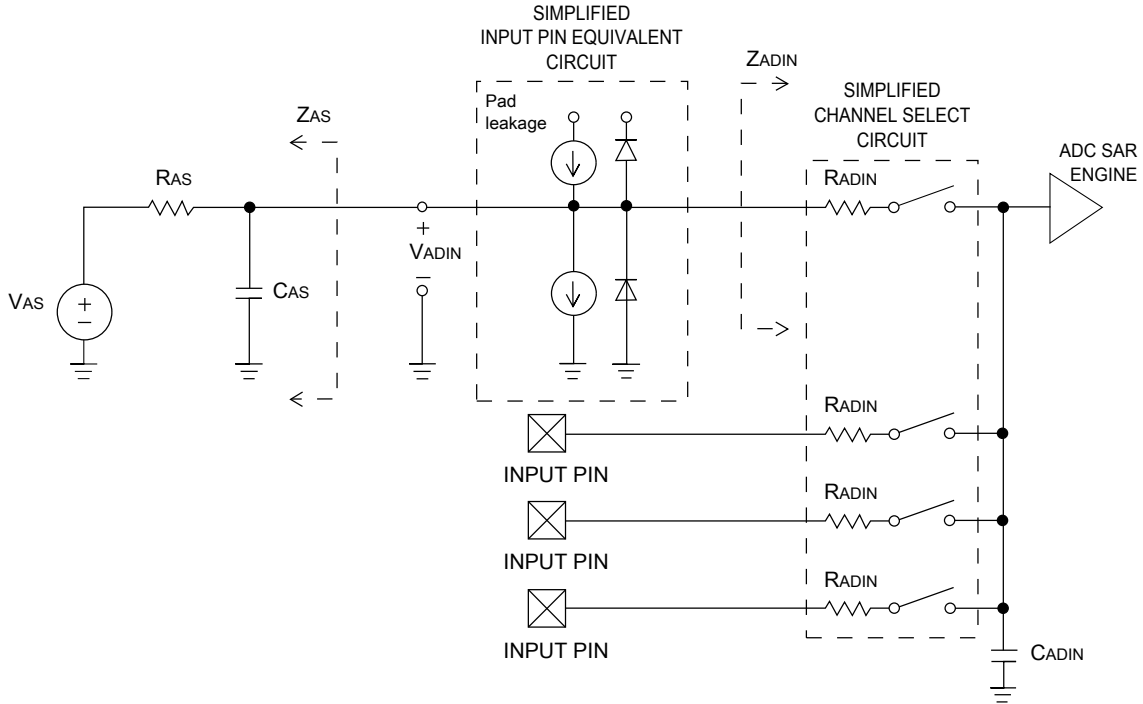 SIMPLIFIED
INPUT PIN EQUIVALENT
CIRCUIT
ZADIN
SIMPLIFIED
CHANNEL SELECT
CIRCUIT
Pad
leakage
ZAS
ADC SAR
ENGINE
RAS
RADIN
+
VADIN
–
CAS
VAS
+
–
RADIN
INPUT PIN
RADIN
INPUT PIN
RADIN
INPUT PIN
CADIN